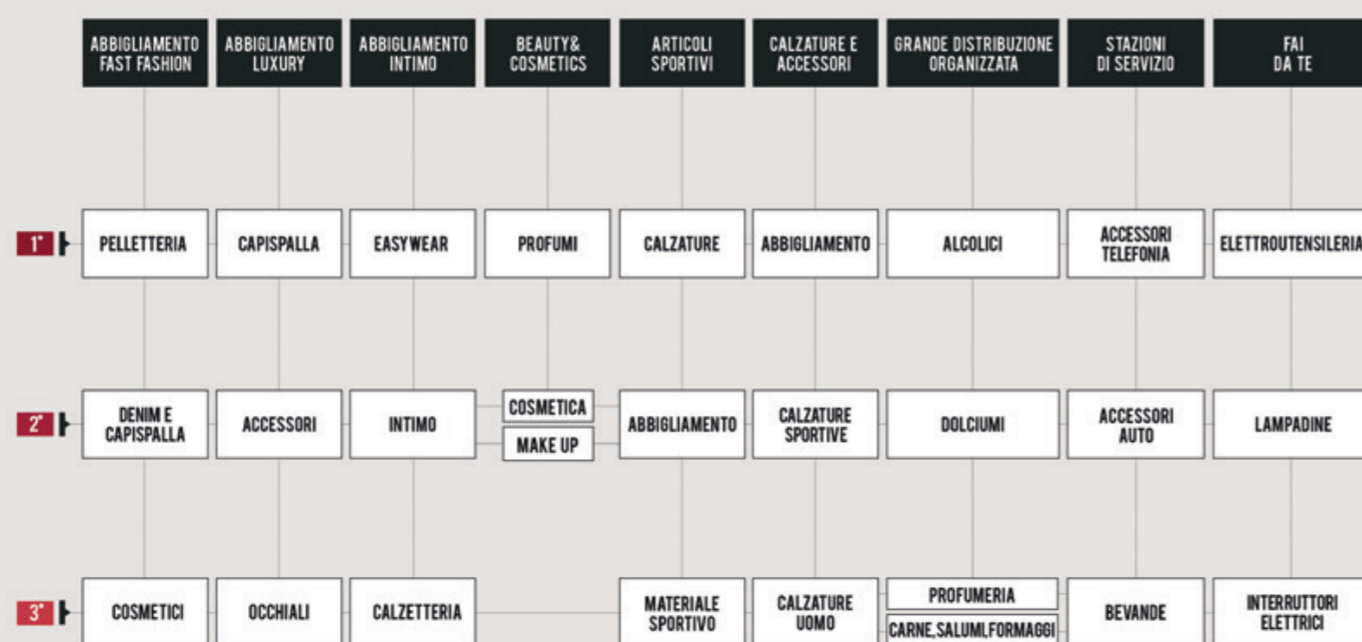 ABBIGLIAMENTO
FAST FASHION
ABBIGLIAMENTO
LUXURY
ABBIGLIAMENTO
INTIMO
BEAUTY&
COSMETICS
ARTICOLI
SPORTIVI
CALZATURE E
ACCESSORI
GRANDE DISTRIBUZIONE
ORGANIZZATA
STAZIONI
DI SERVIZIO
FAI
DA TE
1°
PELLETTERIA
CAPISPALLA
EASYWEAR
PROFUMI
CALZATURE
ABBIGLIAMENTO
ALCOLICI
ACCESSORI
TELEFONIA
ELETTROUTENSILERIA
2°
DENIM E
CAPISPALLA
ACCESSORI
INTIMO
COSMETICA
MAKE UP
ABBIGLIAMENTO
CALZATURE
SPORTIVE
DOLCIUMI
ACCESSORI
AUTO
LAMPADINE
3°
COSMETICI
OCCHIALI
CALZETTERIA
MATERIALE
SPORTIVO
CALZATURE
UOMO
PROFUMERIA
CARNE,SALUMI,FORMAGGI
BEVANDE
INTERRUTTORI
ELETTRICI